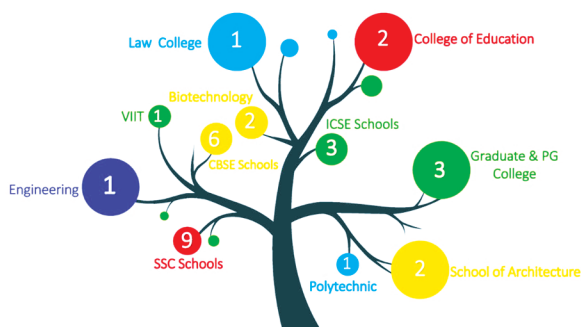 Law College
1
2
College of Education
Biotechnology
2
VIIT
1
6
CBSE Schools
ICSE Schools
3
Engineering
1
3
Graduate & PG
College
9
SSC Schools
1
Polytechnic
2
School of Architecture